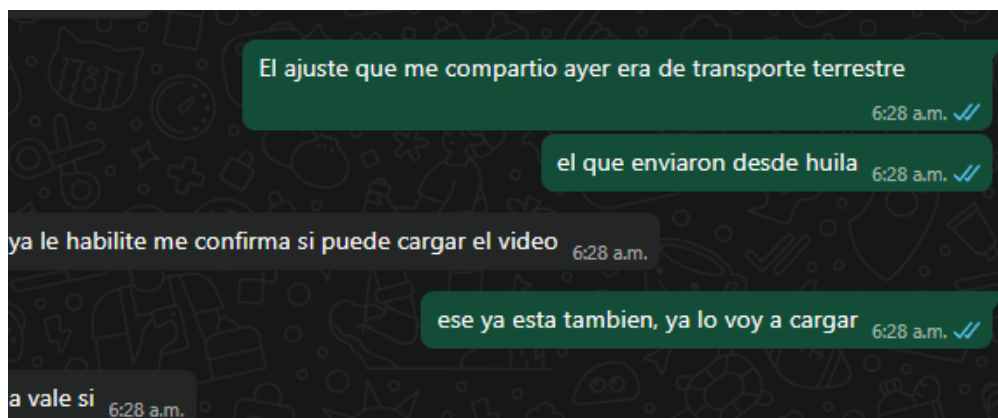 El ajuste que me compartio ayer era de transporte terrestre
6:28 a.m.
el que enviaron desde huila 6:28 a.m.
ya le habilite me confirma si puede cargar el video 6:28 a.m.
ese ya esta tambien, ya lo voy a cargar 6:28 a.m.
a vale si 6:28 a.m.